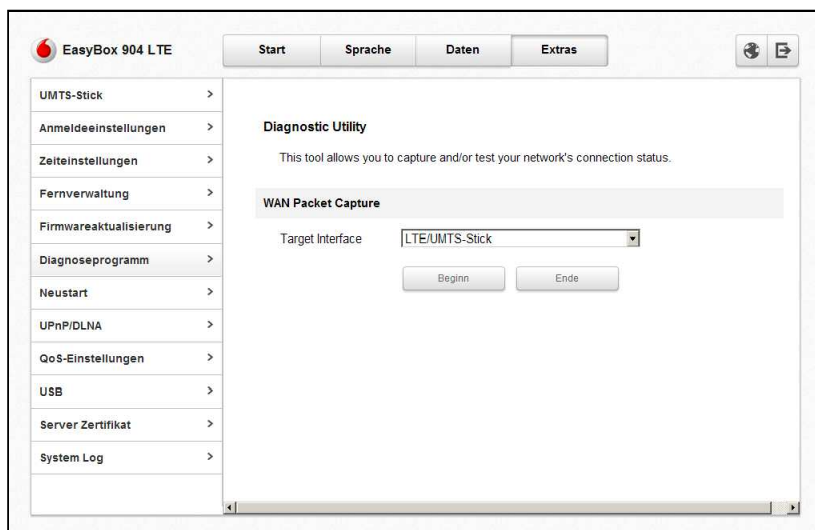 EasyBox 904 LTE
Start Sprache Daten Extras
UMTS-Stick
Anmeldeeinstellungen
Zeiteinstellungen
Fernverwaltung
Firmwareaktualisierung
Diagnoseprogramm
Neustart
UPnP/DLNA
QoS-Einstellungen
USB
Server Zertifikat
System Log
Diagnostic Utility
This tool allows you to capture and/or test your network's connection status.
WAN Packet Capture
Target Interface LTE/UMTS-Stick
Beginn Ende